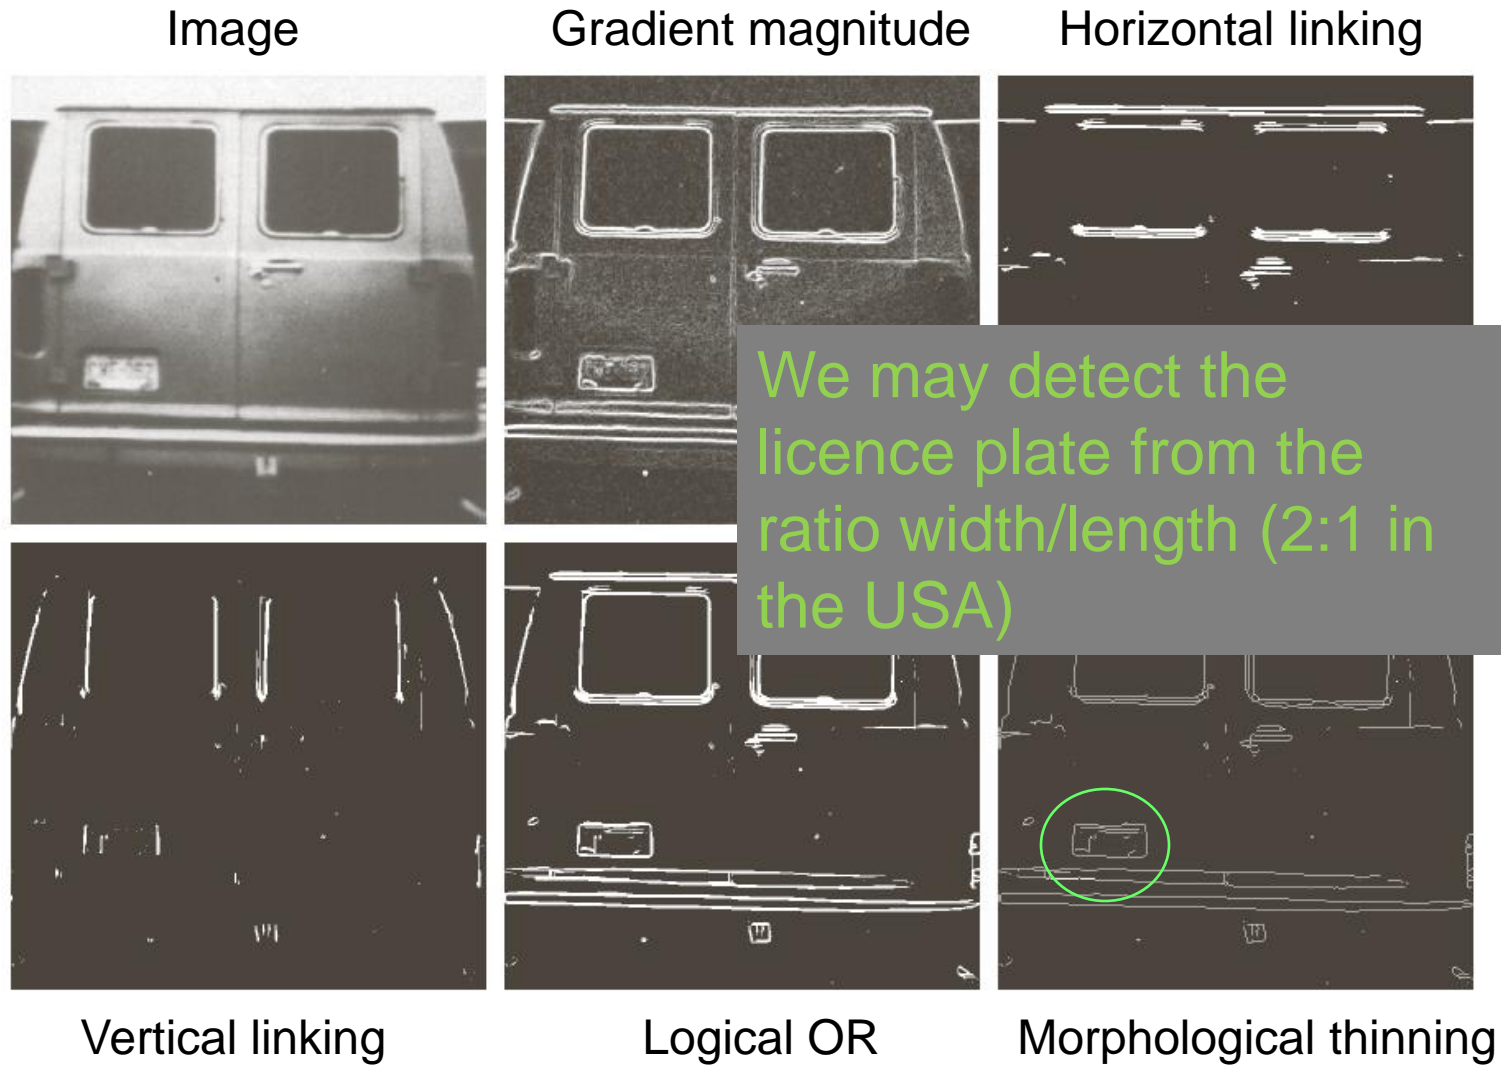 Image
Gradient magnitude
Horizontal linking
We may detect the
licence plate from the
ratio width/length (2:1 in
the USA)
Vertical linking
Logical OR
Morphological thinning